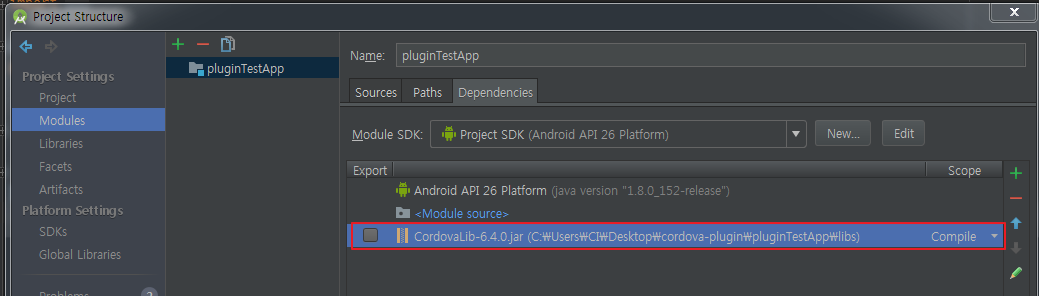 Project Structure
Name: pluginTestApp
pluginTestApp
Project Settings
Project
Modules
Libraries
Facets
Artifacts
Platform Settings
SDKs
Global Libraries
Problems 2
Sources Paths Dependencies
Module SDK: Project SDK (Android API 26 Platform) New... Edit
Export Scope
Android API 26 Platform (java version "1.8.0_152-release")
<Module source>
CordovaLib-6.4.0.jar (C:₩Users₩CI₩Desktop₩cordova-plugin₩pluginTestApp₩libs) Compile